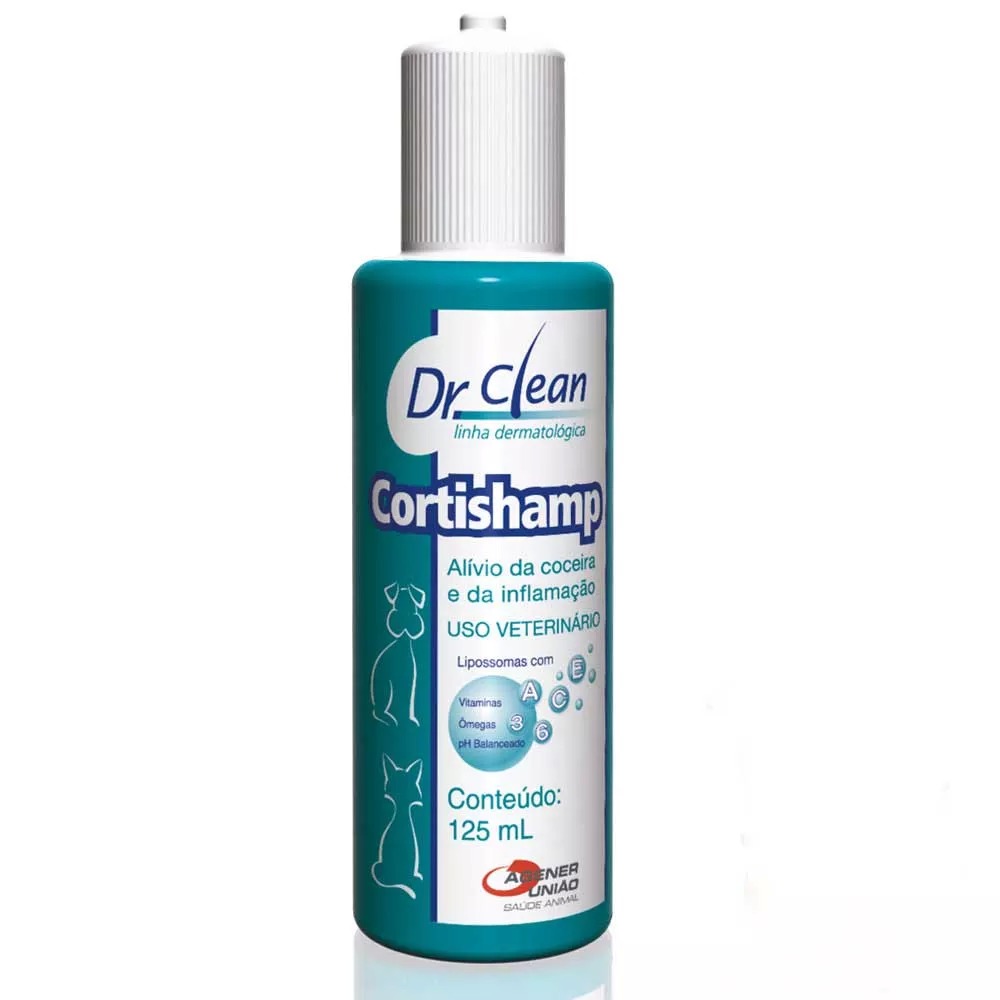 Dr. Clean
linha dermatológica
Cortishamp
Alívio da coceira
e da inflamação
USO VETERINÁRIO
Lipossomas com
A C E
Vitaminas
Ômegas 3 6
pH Balanceado
Conteúdo:
125 mL
AGENER
UNIÃO
SAÚDE ANIMAL